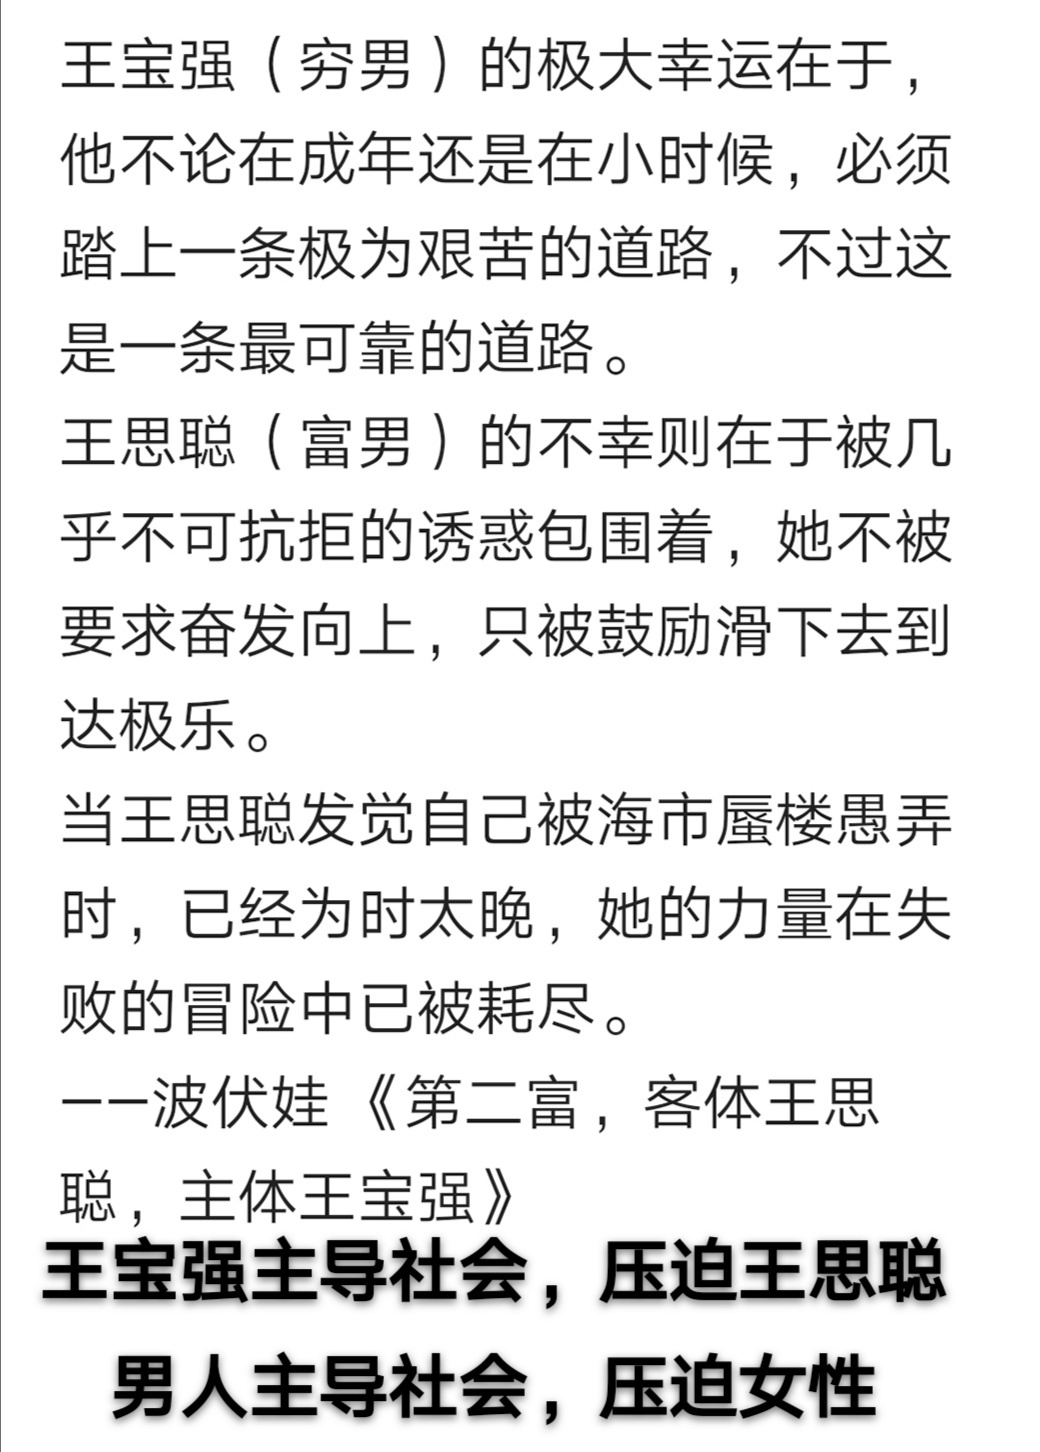 王宝强（穷男）的极大幸运在于，
他不论在成年还是在小时候，必须
踏上一条极为艰苦的道路，不过这
是一条最可靠的道路。
王思聪（富男）的不幸则在于被几
乎不可抗拒的诱惑包围着，她不被
要求奋发向上，只被鼓励滑下去到
达极乐。
当王思聪发觉自己被海市蜃楼愚弄
时，已经为时太晚，她的力量在失
败的冒险中已被耗尽。
——波伏娃《第二富，客体王思
聪，主体王宝强》
王宝强主导社会，压迫王思聪
男人主导社会，压迫女性